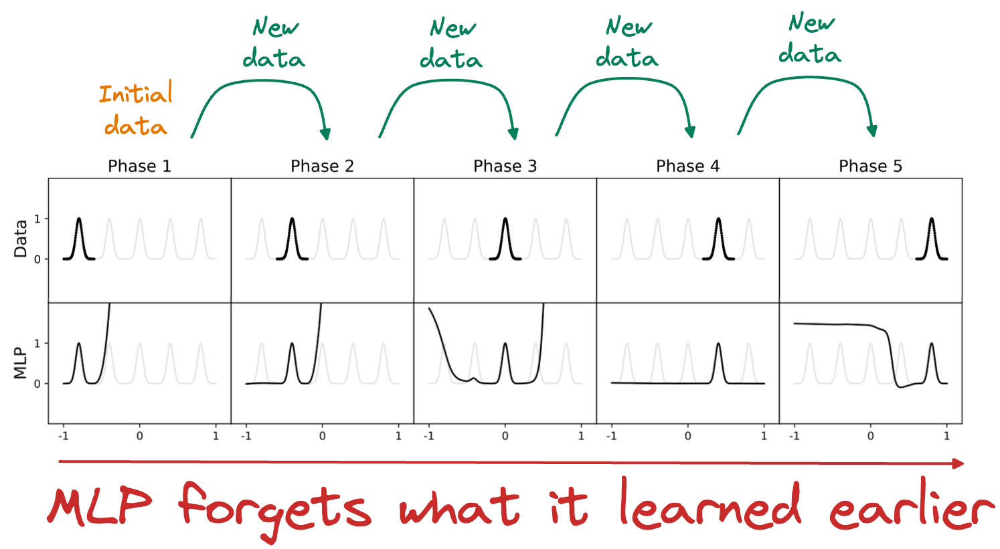 New
data
New
data
New
data
New
data
Initial
data
Phase 1
Phase 2
Phase 3
Phase 4
Phase 5
Data
1
0
MLP
1
0
-1
0
1
-1
0
1
-1
0
1
-1
0
1
-1
0
1
MLP forgets what it learned earlier